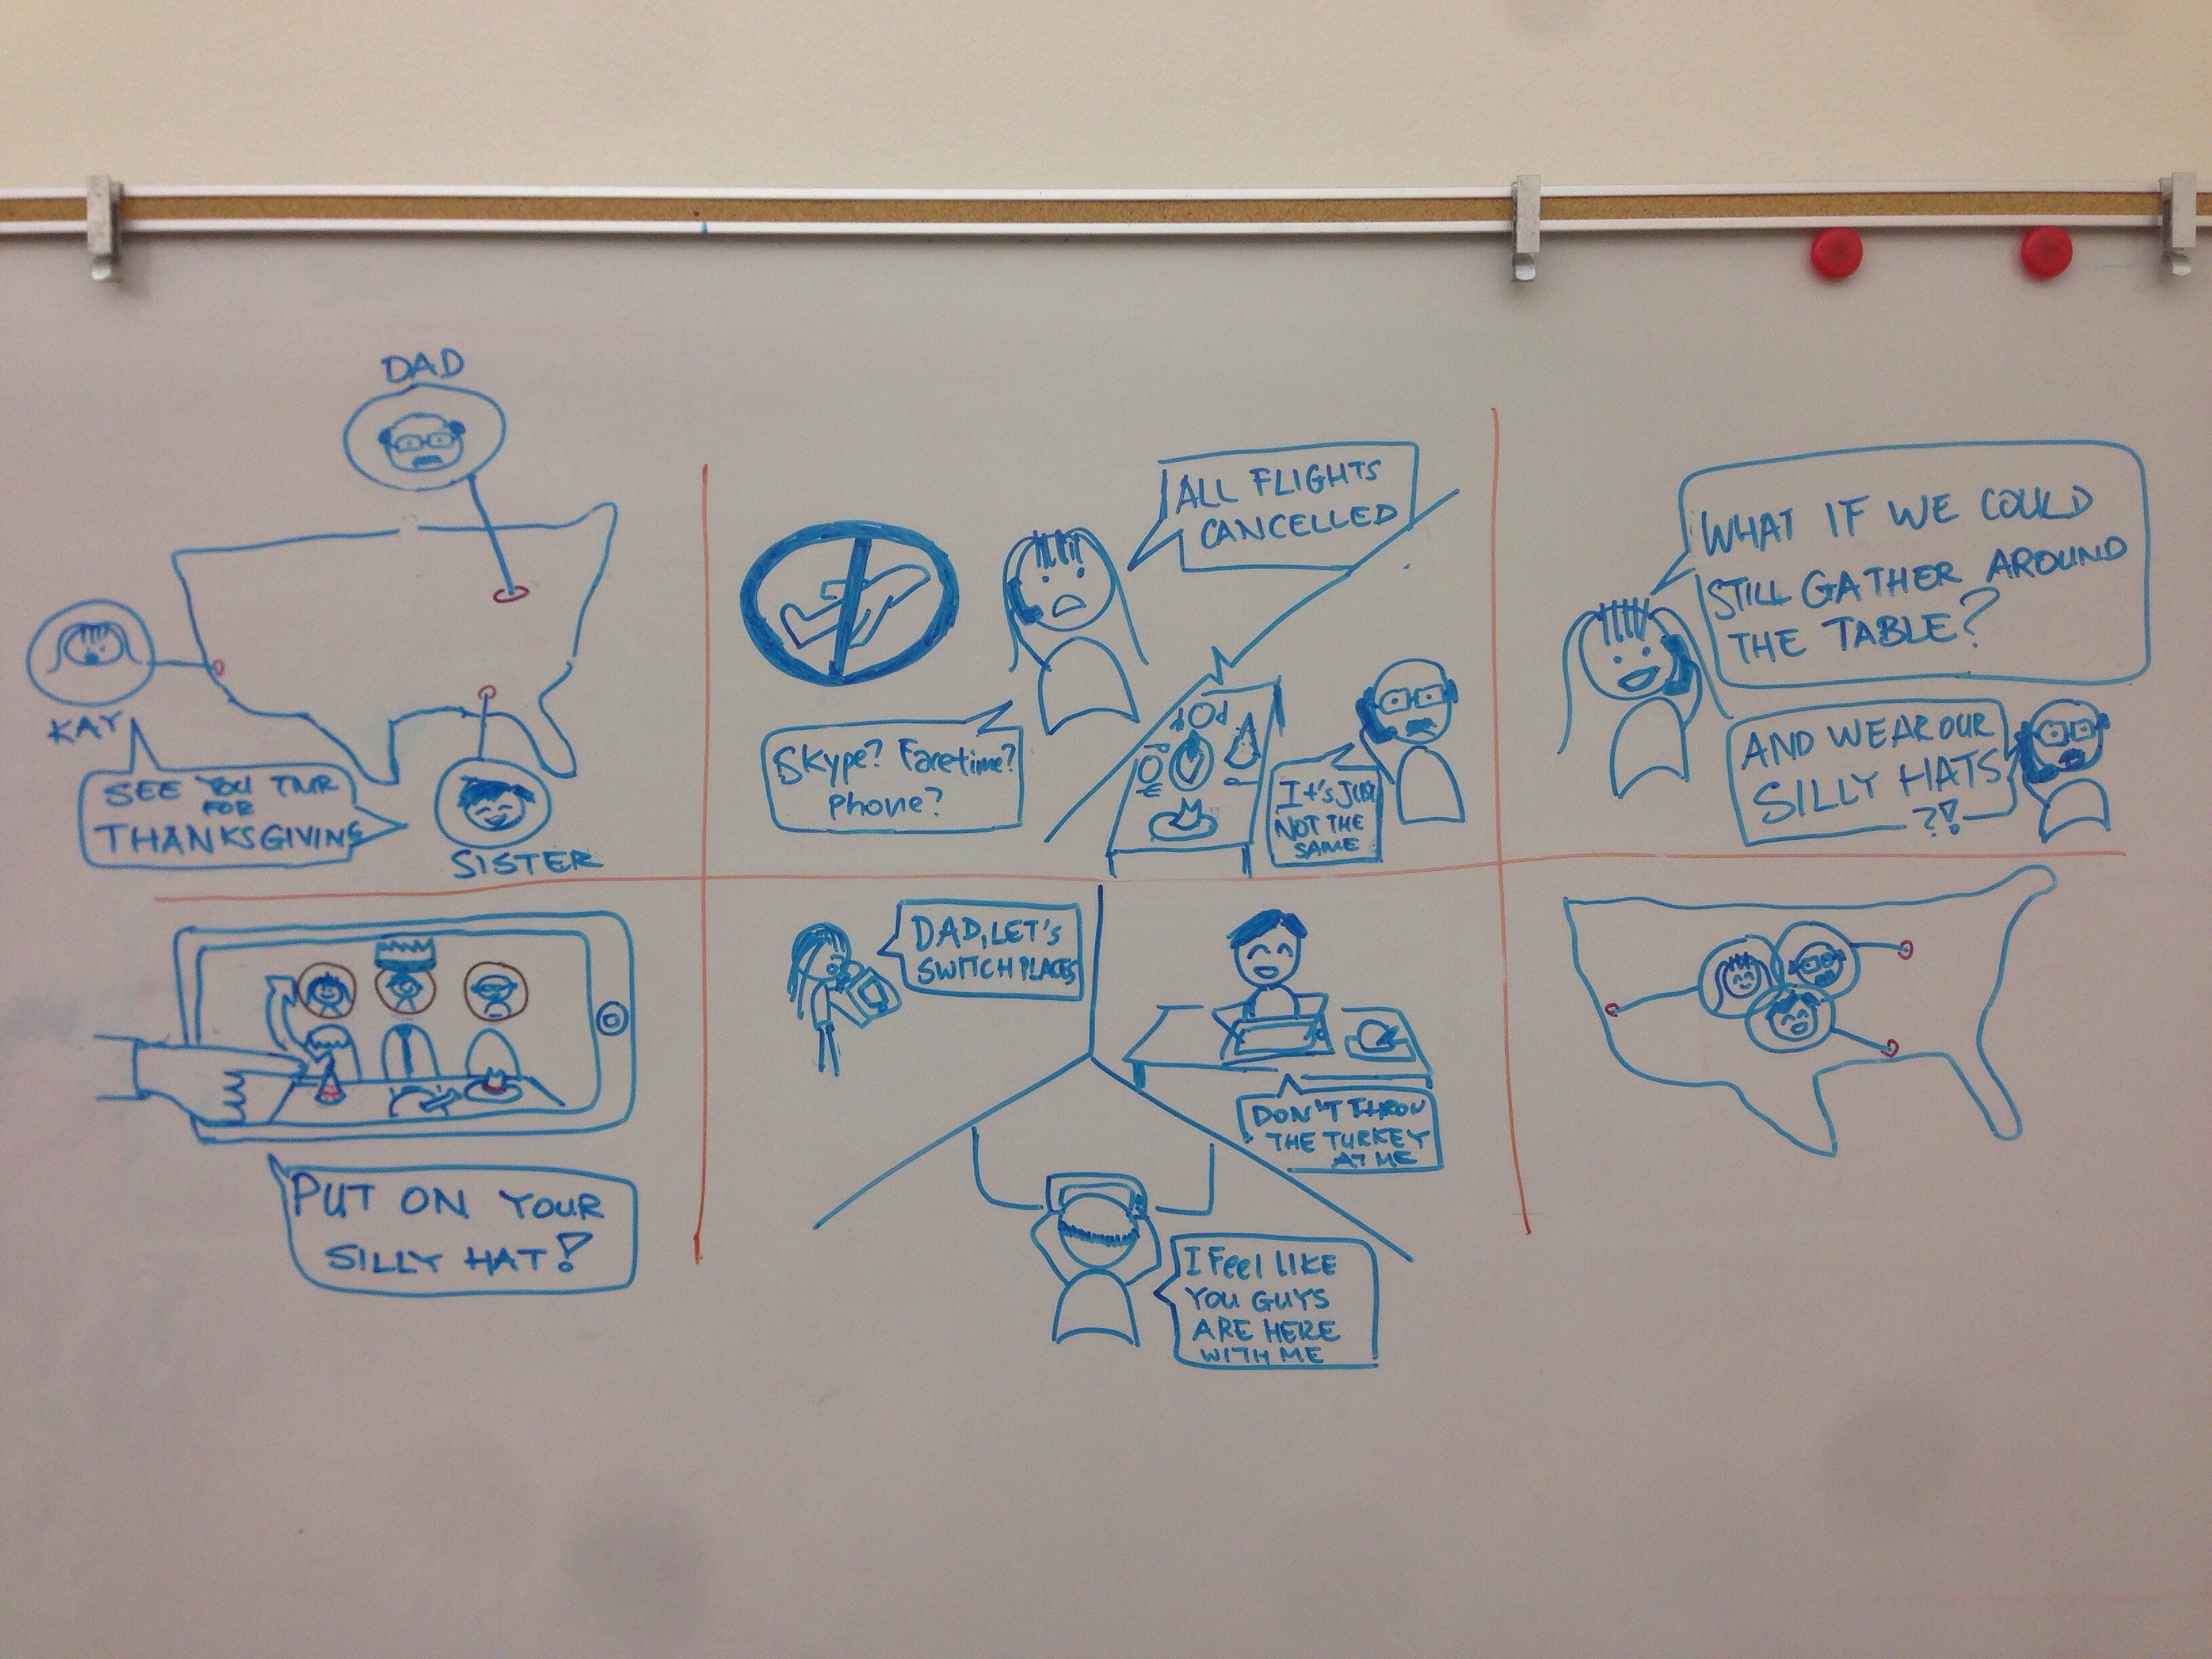 DAD
KAY
SEE YOU TMR
FOR
THANKSGIVING
SISTER
ALL FLIGHTS
CANCELLED
Skype? Facetime?
Phone?
It's JUST
NOT THE
SAME
WHAT IF WE COULD
STILL GATHER AROUND
THE TABLE?
AND WEAR OUR
SILLY HATS
?!
PUT ON YOUR
SILLY HAT!
DAD, LET'S
SWITCH PLACES
DON'T THROW
THE TURKEY
AT ME
I Feel LIKE
YOU GUYS
ARE HERE
WITH ME